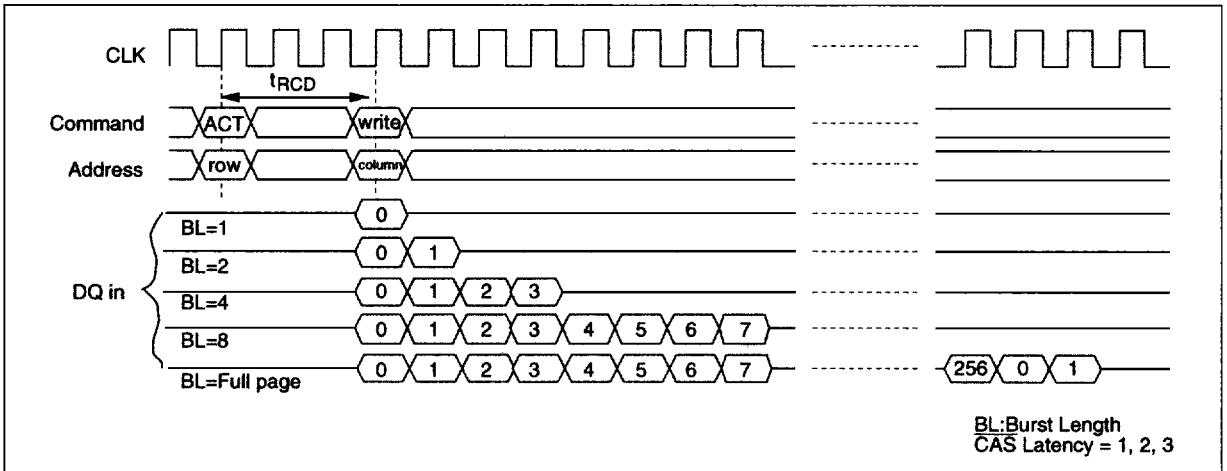 CLK
tRCD
Command ACT write
Address row column
BL=1 0
BL=2 0 1
DQ in
BL=4 0 1 2 3
BL=8 0 1 2 3 4 5 6 7
BL=Full page 0 1 2 3 4 5 6 7 256 0 1
BL:Burst Length
CAS Latency = 1, 2, 3